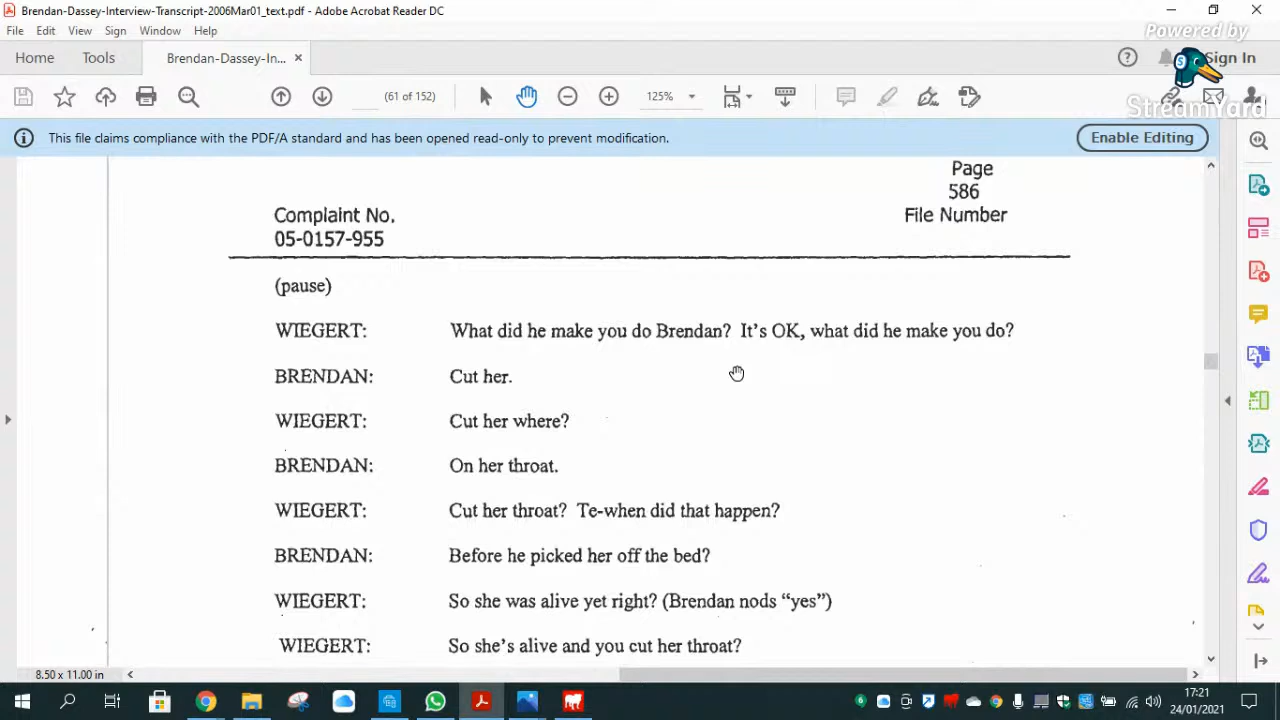 Brendan-Dassey-Interview-Transcript-2006Mar01_text.pdf - Adobe Acrobat Reader DC
File Edit View Sign Window Help
Powered by
Home Tools Brendan-Dassey-In... × Sign In
StreamYard
(61 of 152) 125%
This file claims compliance with the PDF/A standard and has been opened read-only to prevent modification. Enable Editing
Page
586
Complaint No. File Number
05-0157-955
(pause)
WIEGERT: What did he make you do Brendan? It's OK, what did he make you do?
BRENDAN: Cut her.
WIEGERT: Cut her where?
BRENDAN: On her throat.
WIEGERT: Cut her throat? Te-when did that happen?
BRENDAN: Before he picked her off the bed?
WIEGERT: So she was alive yet right? (Brendan nods "yes")
WIEGERT: So she's alive and you cut her throat?
8.50 x 11.00 in
17:21
24/01/2021